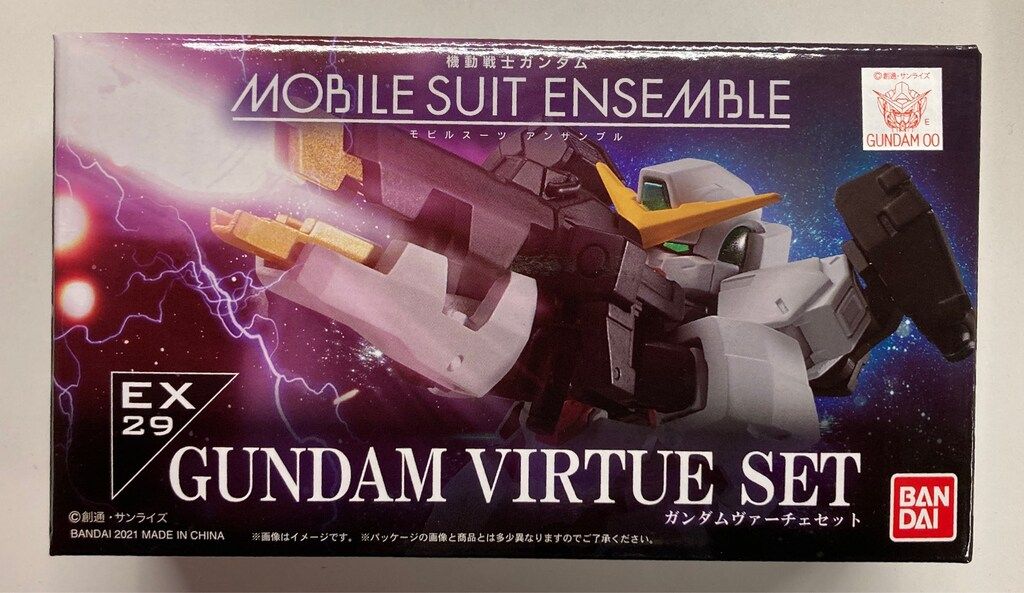 機動戦士ガンダム
MOBILE SUIT ENSEMBLE
モビルスーツ アンサンブル
©創通・サンライズ
E
GUNDAM 00
EX
29
GUNDAM VIRTUE SET
ガンダムヴァーチェセット
BAN
DAI
©創通・サンライズ
BANDAI 2021 MADE IN CHINA
※画像はイメージです。 ※パッケージの画像と商品とは多少異なりますのでご了承ください。